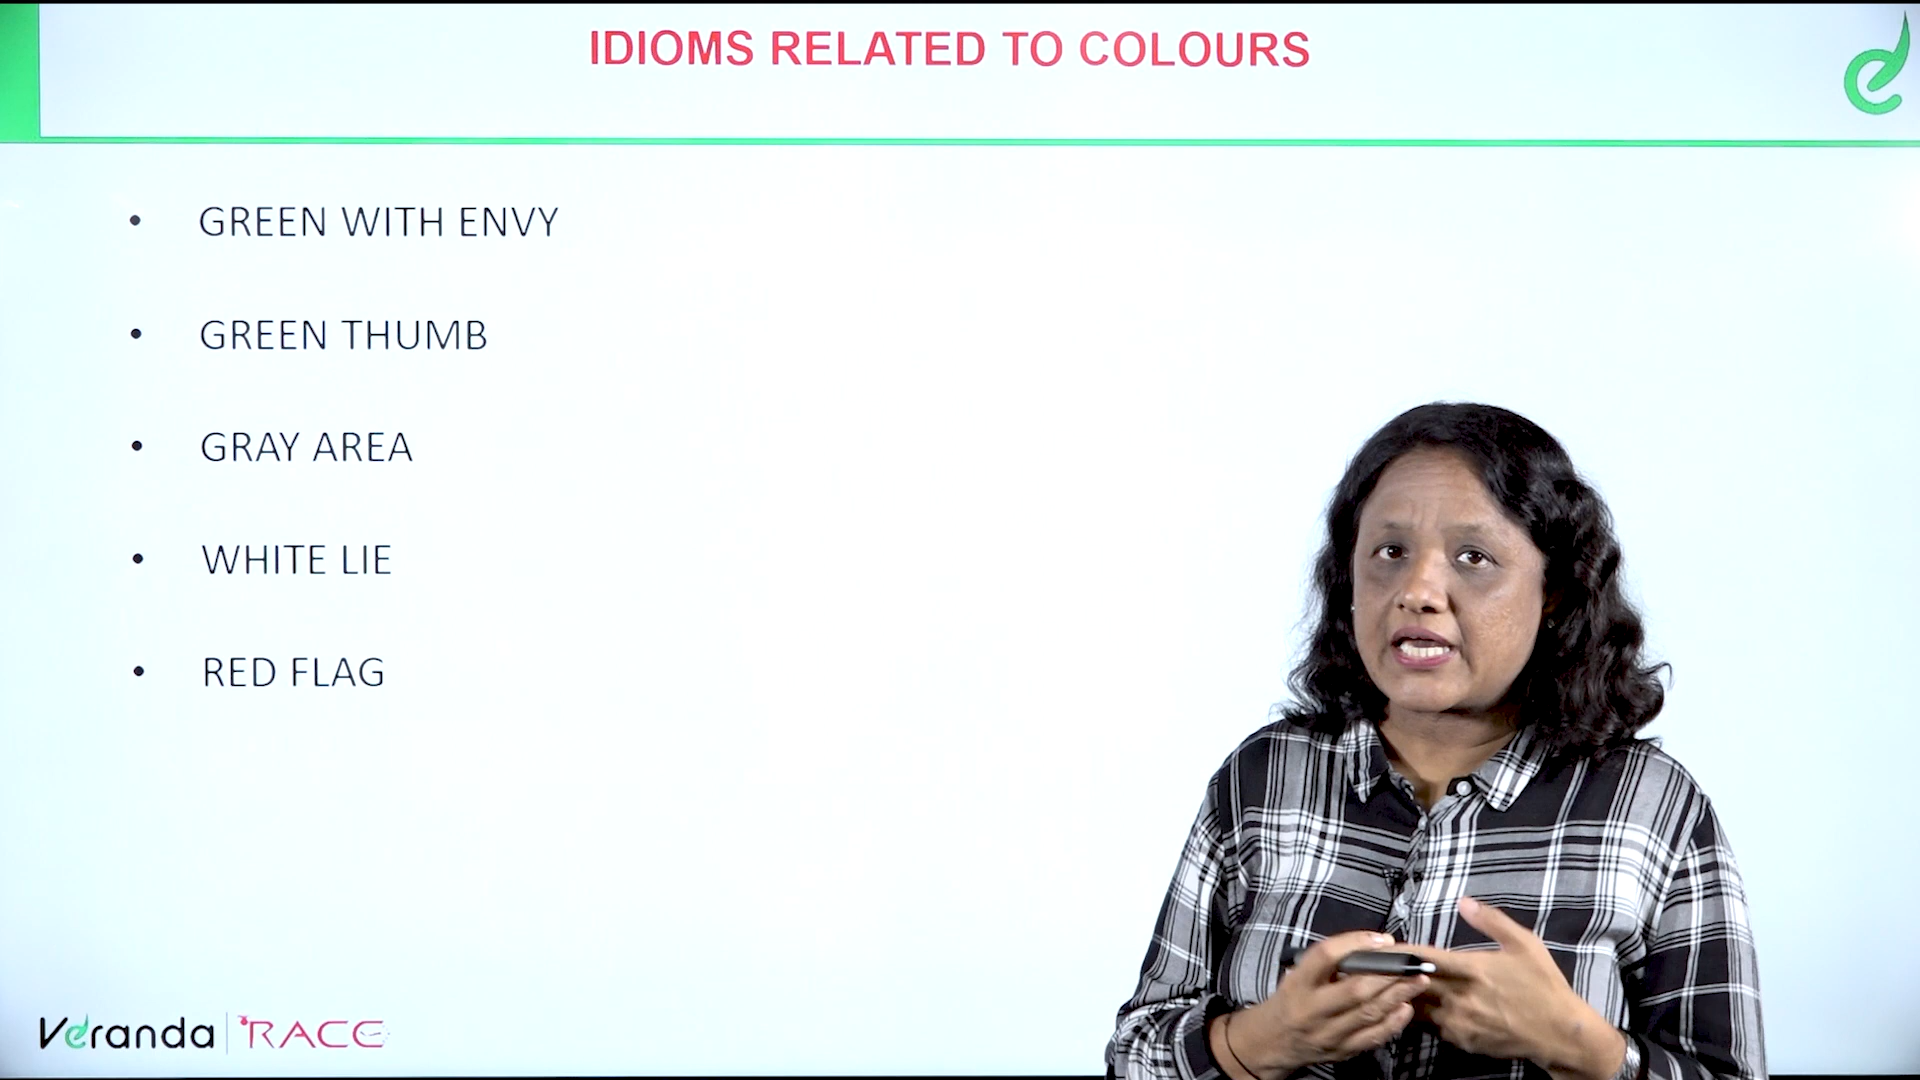 IDIOMS RELATED TO COLOURS
• GREEN WITH ENVY
• GREEN THUMB
• GRAY AREA
• WHITE LIE
• RED FLAG
Veranda RACE